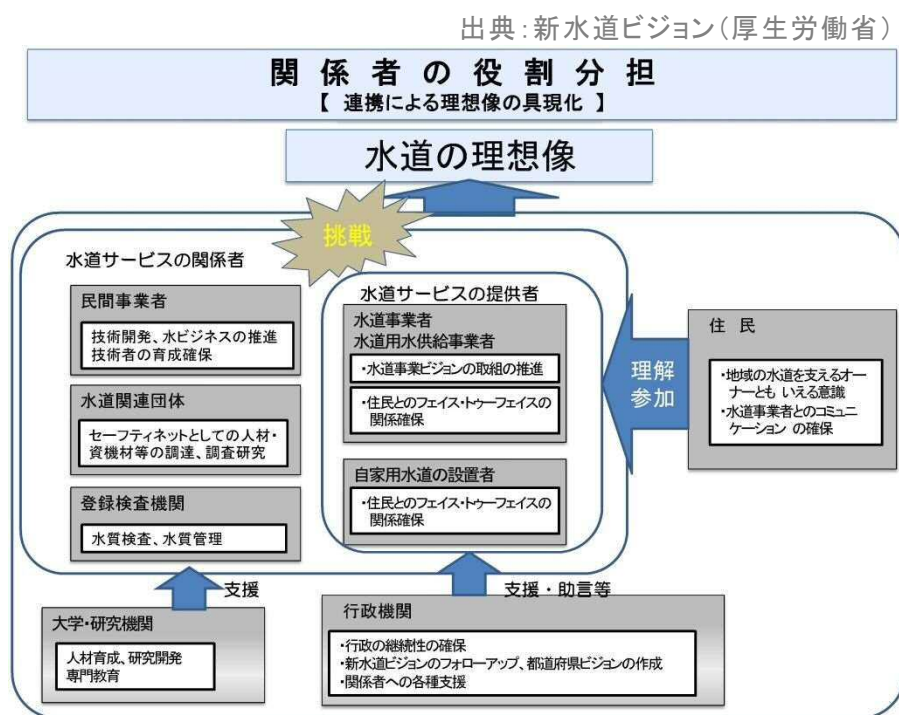 出典：新水道ビジョン（厚生労働省）
関係者の役割分担
【 連携による理想像の具現化 】
水道の理想像
挑戦
水道サービスの関係者
民間事業者
技術開発、水ビジネスの推進
技術者の育成確保
水道関連団体
セーフティネットとしての人材・
資機材等の調達、調査研究
登録検査機関
水質検査、水質管理
水道サービスの提供者
水道事業者
水道用水供給事業者
・水道事業ビジョンの取組の推進
・住民とのフェイス・トゥーフェイスの
関係確保
自家用水道の設置者
・住民とのフェイス・トーフェイスの
関係確保
理解
参加
住 民
・地域の水道を支えるオー
ナーとも いえる意識
・水道事業者とのコミュニ
ケーション の確保
支援
大学・研究機関
人材育成、研究開発
専門教育
支援・助言等
行政機関
・行政の継続性の確保
・新水道ビジョンのフォローアップ、都道府県ビジョンの作成
・関係者への各種支援